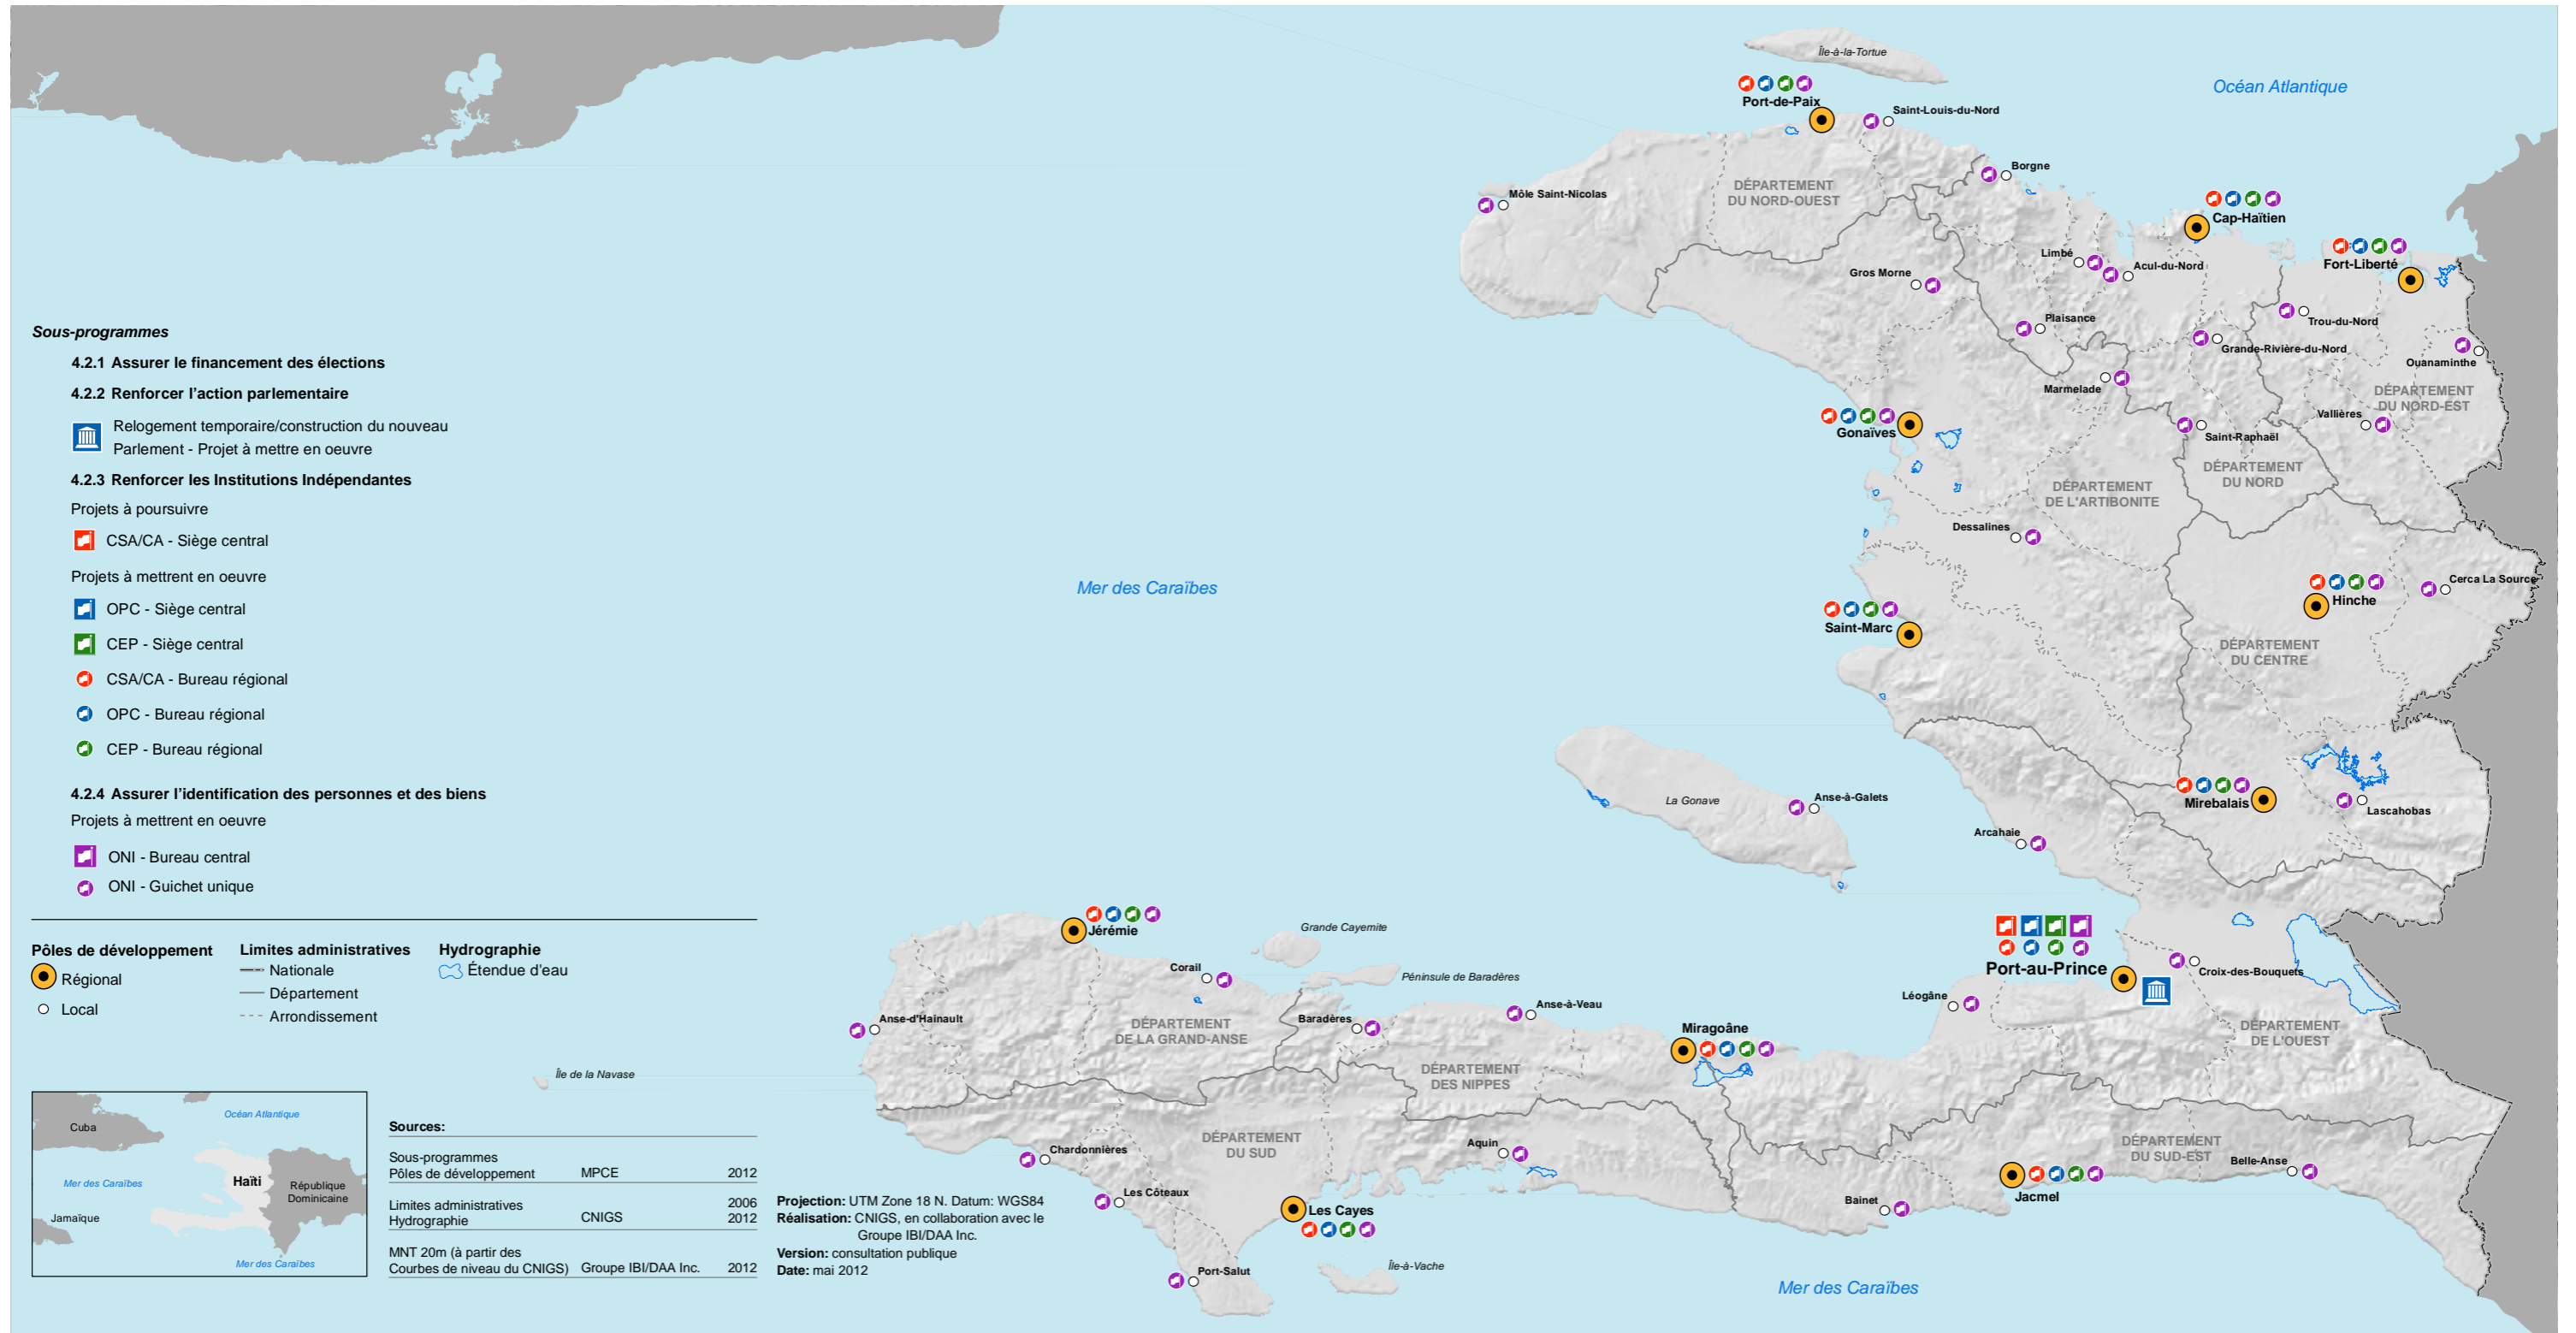 Sous-programmes
4.2.1 Assurer le financement des élections
4.2.2 Renforcer l'action parlementaire
Relogement temporaire/construction du nouveau
Parlement - Projet à mettre en oeuvre
4.2.3 Renforcer les Institutions Indépendantes
Projets à poursuivre
CSA/CA - Siège central
Projets à mettrent en oeuvre
OPC - Siège central
CEP - Siège central
CSA/CA - Bureau régional
OPC - Bureau régional
CEP - Bureau régional
4.2.4 Assurer l'identification des personnes et des biens
Projets à mettrent en oeuvre
ONI - Bureau central
ONI - Guichet unique
Pôles de développement
Régional
Local
Limites administratives
Nationale
Département
Arrondissement
Hydrographie
Étendue d'eau
Océan Atlantique
Cuba
Mer des Caraïbes
Haïti
République
Dominicaine
Jamaïque
Mer des Caraïbes
Sources:
Sous-programmes
Pôles de développement MPCE 2012
Limites administratives 2006
Hydrographie CNIGS 2012
MNT 20m (à partir des
Courbes de niveau du CNIGS) Groupe IBI/DAA Inc. 2012
Projection: UTM Zone 18 N. Datum: WGS84
Réalisation: CNIGS, en collaboration avec le
Groupe IBI/DAA Inc.
Version: consultation publique
Date: mai 2012
Île-à-la-Tortue
Océan Atlantique
Port-de-Paix
Saint-Louis-du-Nord
Borgne
DÉPARTEMENT
DU NORD-OUEST
Môle Saint-Nicolas
Cap-Haïtien
Limbé
Acul-du-Nord
Fort-Liberté
Gros Morne
Plaisance
Trou-du-Nord
Grande-Rivière-du-Nord
Ouanaminthe
Marmelade
DÉPARTEMENT
DU NORD-EST
Vallières
Gonaïves
Saint-Raphaël
DÉPARTEMENT
DU NORD
DÉPARTEMENT
DE L'ARTIBONITE
Dessalines
Mer des Caraïbes
Cerca La Source
Hinche
Saint-Marc
DÉPARTEMENT
DU CENTRE
La Gonave
Anse-à-Galets
Mirebalais
Lascahobas
Arcahaie
Jérémie
Grande Cayemite
Corail
Péninsule de Baradères
Port-au-Prince
Croix-des-Bouquets
Léogâne
Anse-à-Veau
Anse-d'Hainault
Baradères
DÉPARTEMENT
DE LA GRAND-ANSE
Miragoâne
DÉPARTEMENT
DE L'OUEST
Île de la Navase
DÉPARTEMENT
DES NIPPES
DÉPARTEMENT
DU SUD
Chardonnières
Aquin
DÉPARTEMENT
DU SUD-EST
Belle-Anse
Les Côteaux
Les Cayes
Bainet
Jacmel
Port-Salut
Île-à-Vache
Mer des Caraïbes